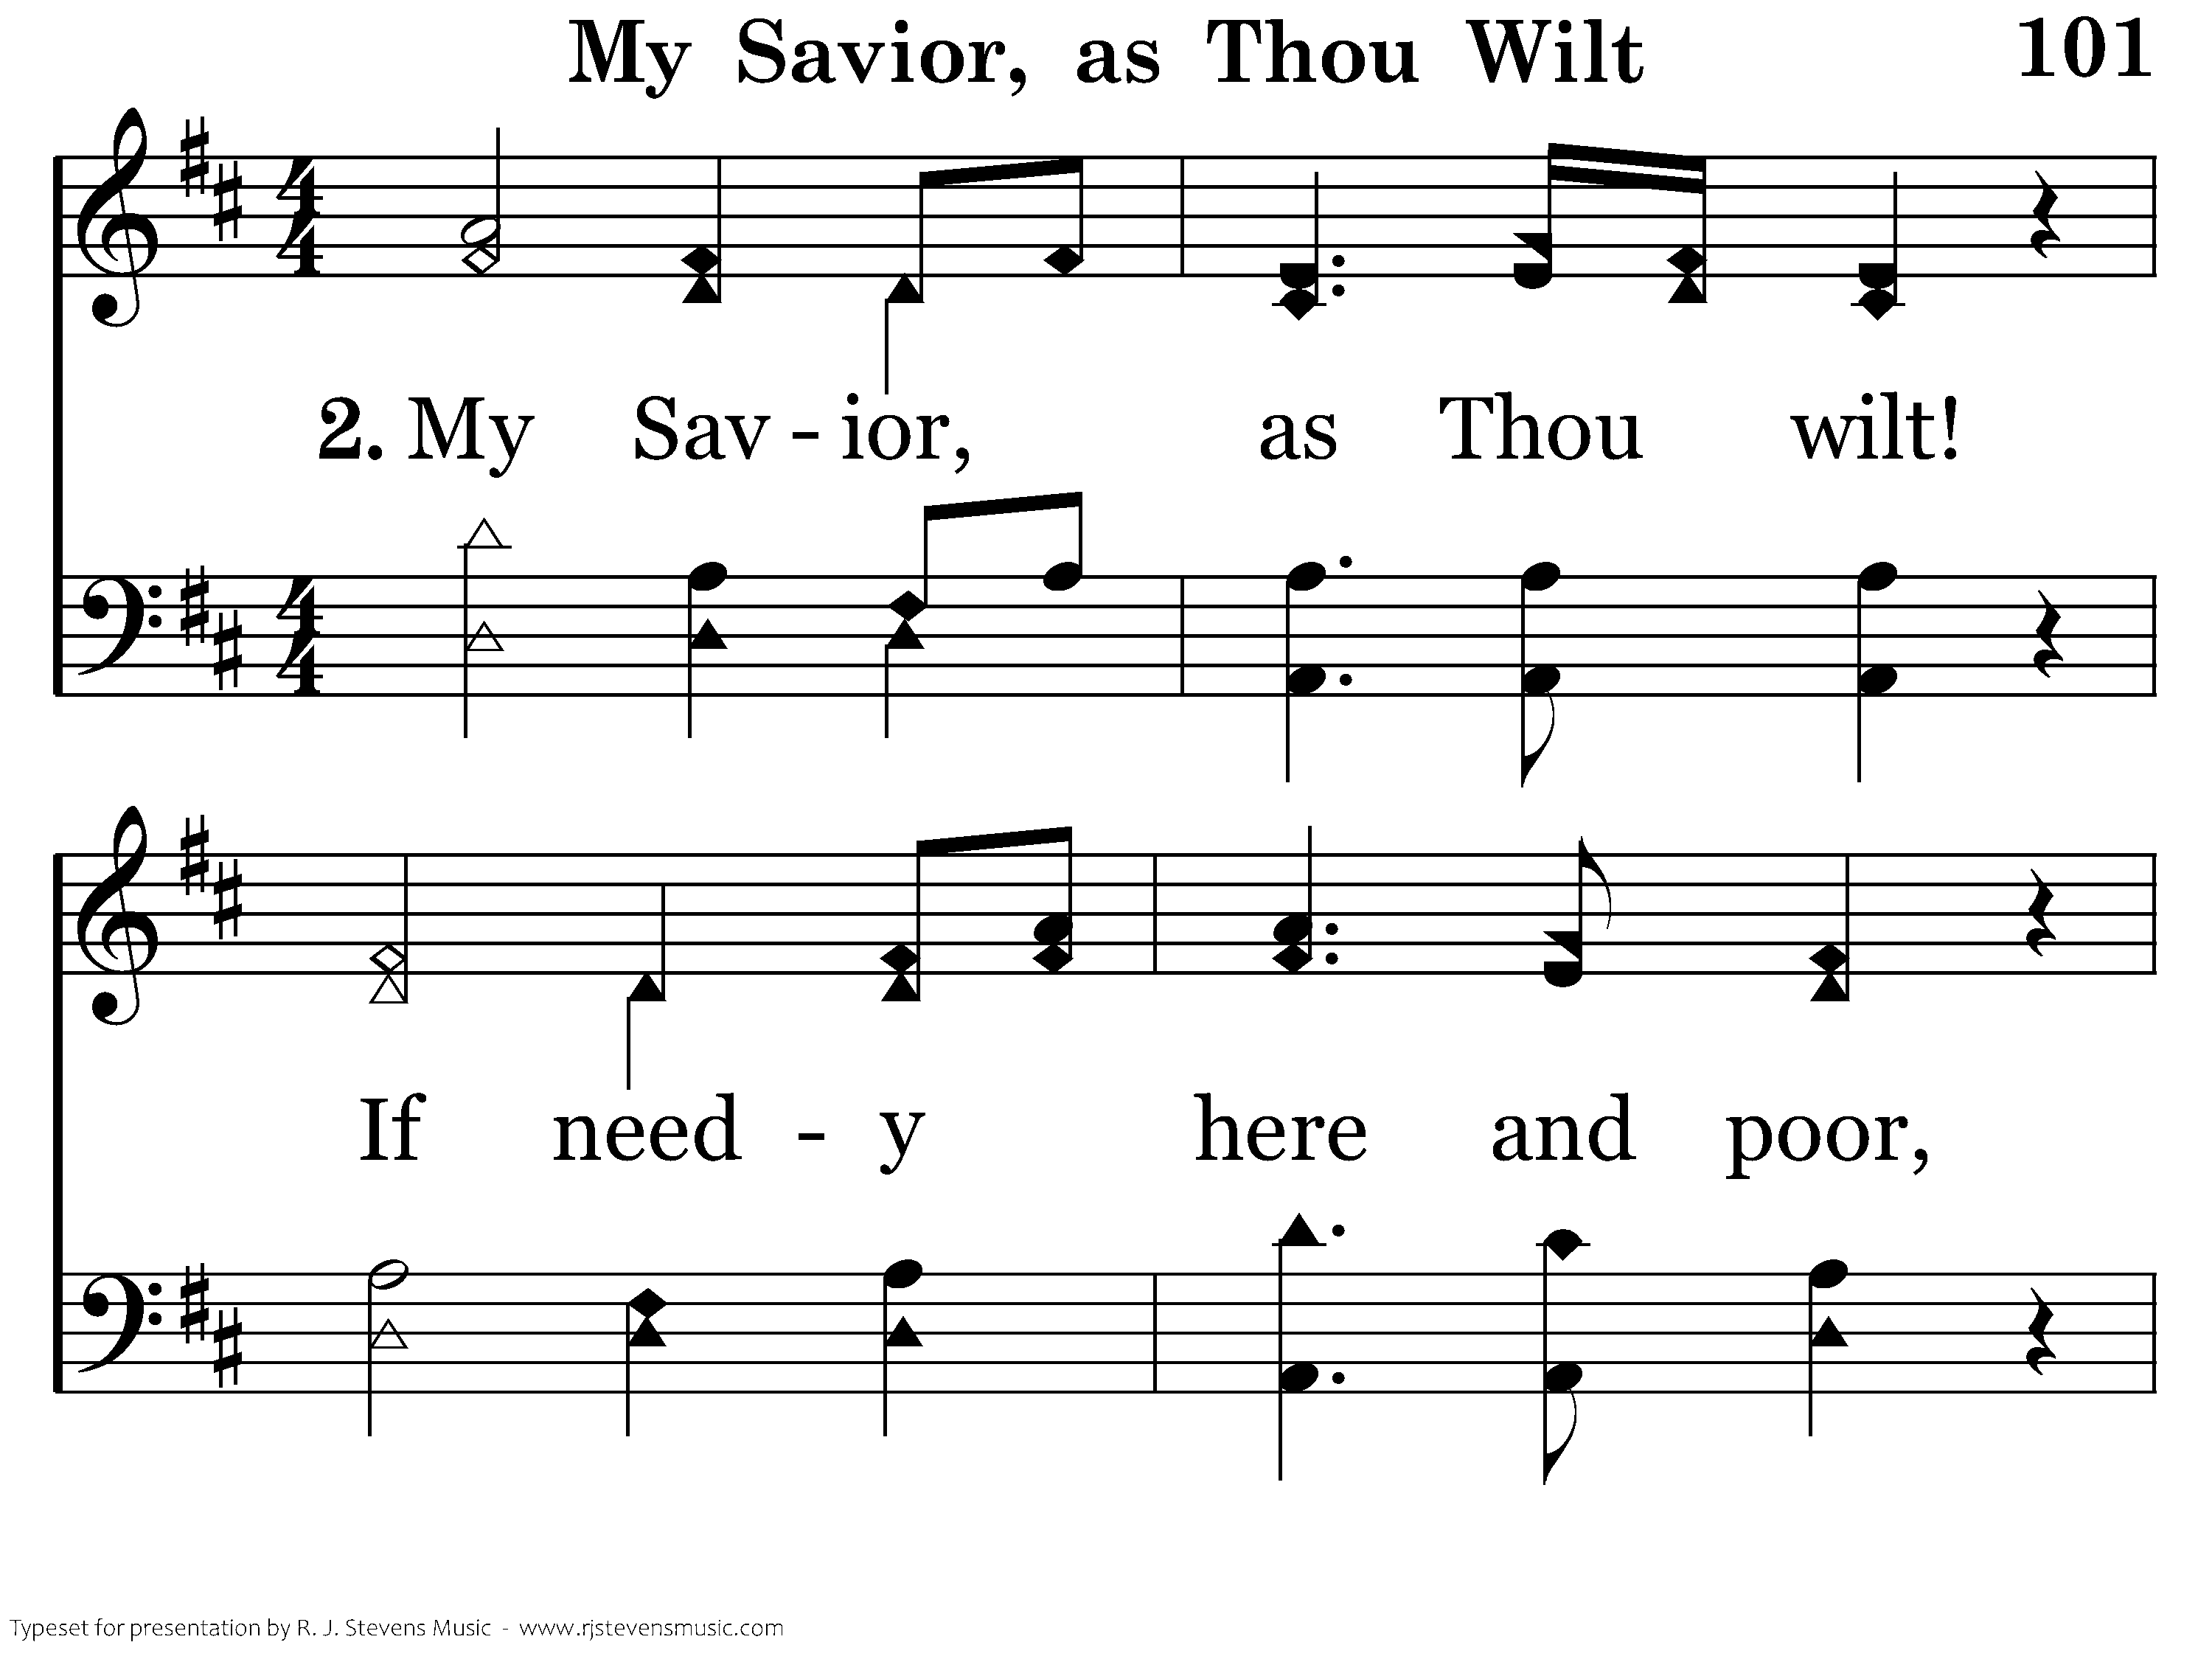 My Savior, as Thou Wilt 101
2. My Sav - ior, as Thou wilt!
If need - y here and poor,
Typeset for presentation by R. J. Stevens Music - www.rjstevensmusic.com